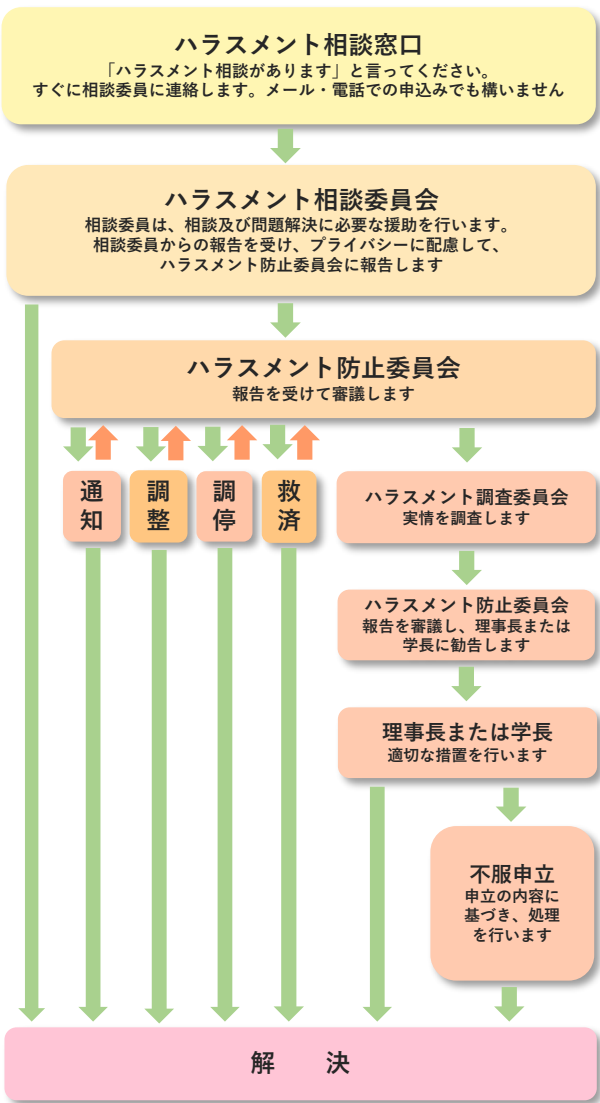 ハラスメント相談窓口
「ハラスメント相談があります」と言ってください。
すぐに相談委員に連絡します。メール・電話での申込みでも構いません
ハラスメント相談委員会
相談委員は、相談及び問題解決に必要な援助を行います。
相談委員からの報告を受け、プライバシーに配慮して、
ハラスメント防止委員会に報告します
ハラスメント防止委員会
報告を受けて審議します
通知
調整
調停
救済
ハラスメント調査委員会
実情を調査します
ハラスメント防止委員会
報告を審議し、理事長または
学長に勧告します
理事長または学長
適切な措置を行います
不服申立
申立の内容に
基づき、処理
を行います
解　決